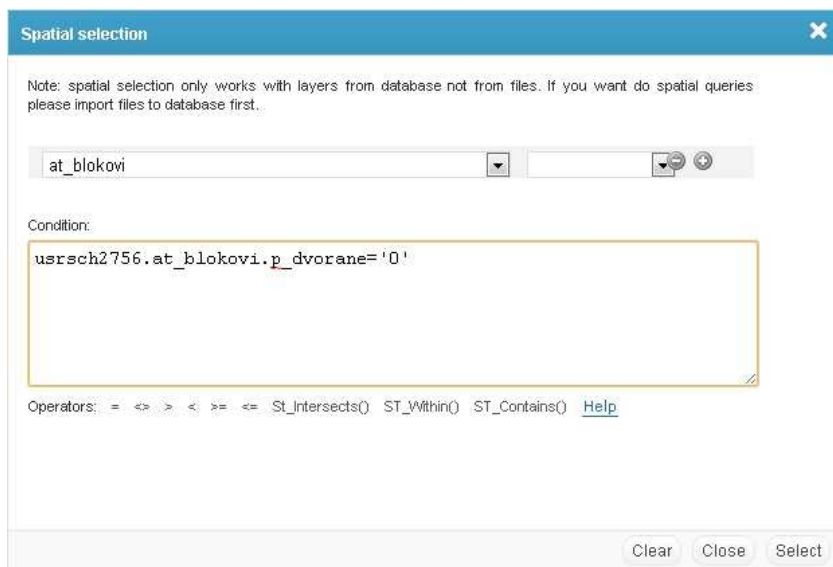 Spatial selection
Note: spatial selection only works with layers from database not from files. If you want do spatial queries
please import files to database first.
at_blokovi
Condition:
usrsch2756.at_blokovi.p_dvorane='0'
Operators: = <> > < >= <= St_Intersects() ST_Within() ST_Contains() Help
Clear Close Select